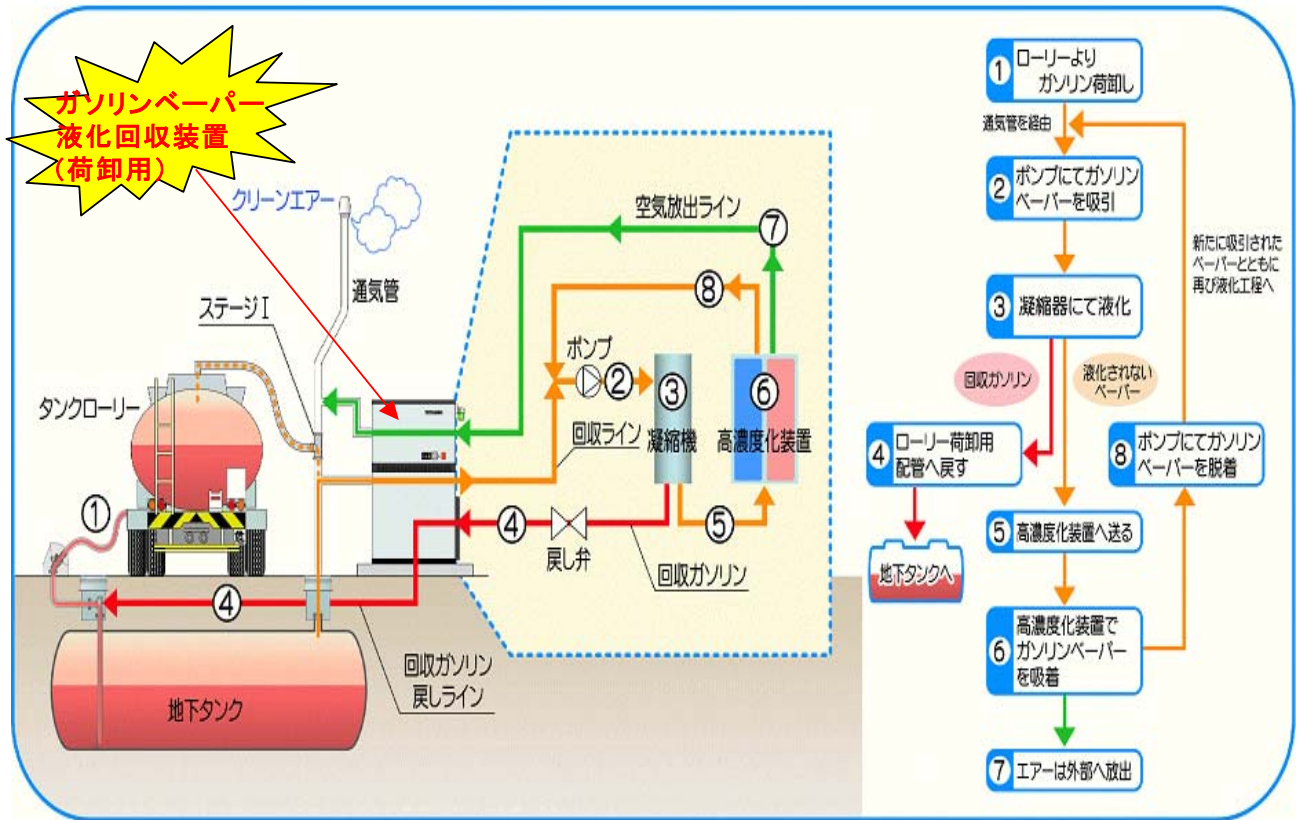 ガソリンベーパー
液化回収装置
(荷卸用)
クリーンエアー
通気管
ステージⅠ
タンクローリー
①
空気放出ライン
⑦
⑧
ポンプ
②
③
凝縮機
⑥
高濃度化装置
回収ライン
④
戻し弁
⑤
回収ガソリン
④
回収ガソリン
戻しライン
地下タンク
① ローリーより
ガソリン荷卸し
通気管を経由
② ポンプにてガソリン
ベーパーを吸引
新たに吸引された
ベーパーとともに
再び液化工程へ
③ 凝縮器にて液化
回収ガソリン
液化されない
ベーパー
④ ローリー荷卸用
配管へ戻す
⑧ ポンプにてガソリン
ベーパーを脱着
⑤ 高濃度化装置へ送る
地下タンクへ
⑥ 高濃度化装置で
ガソリンベーパー
を吸着
⑦ エアーは外部へ放出